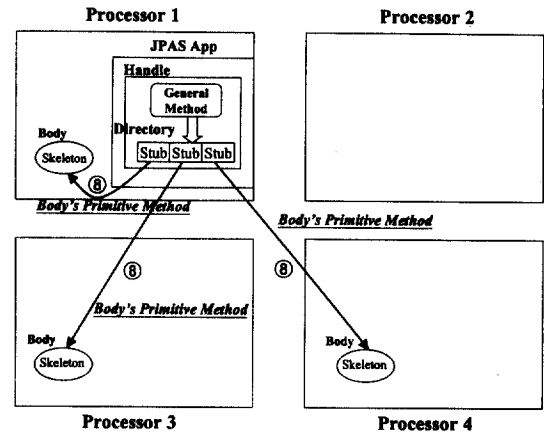 Processor 1
Processor 2
JPAS App
Handle
General
Method
Directory
Stub Stub Stub
Body
Skeleton
8
Body's Primitive Method
Body's Primitive Method
8
8
Body's Primitive Method
Body
Skeleton
Body
Skeleton
Processor 3
Processor 4